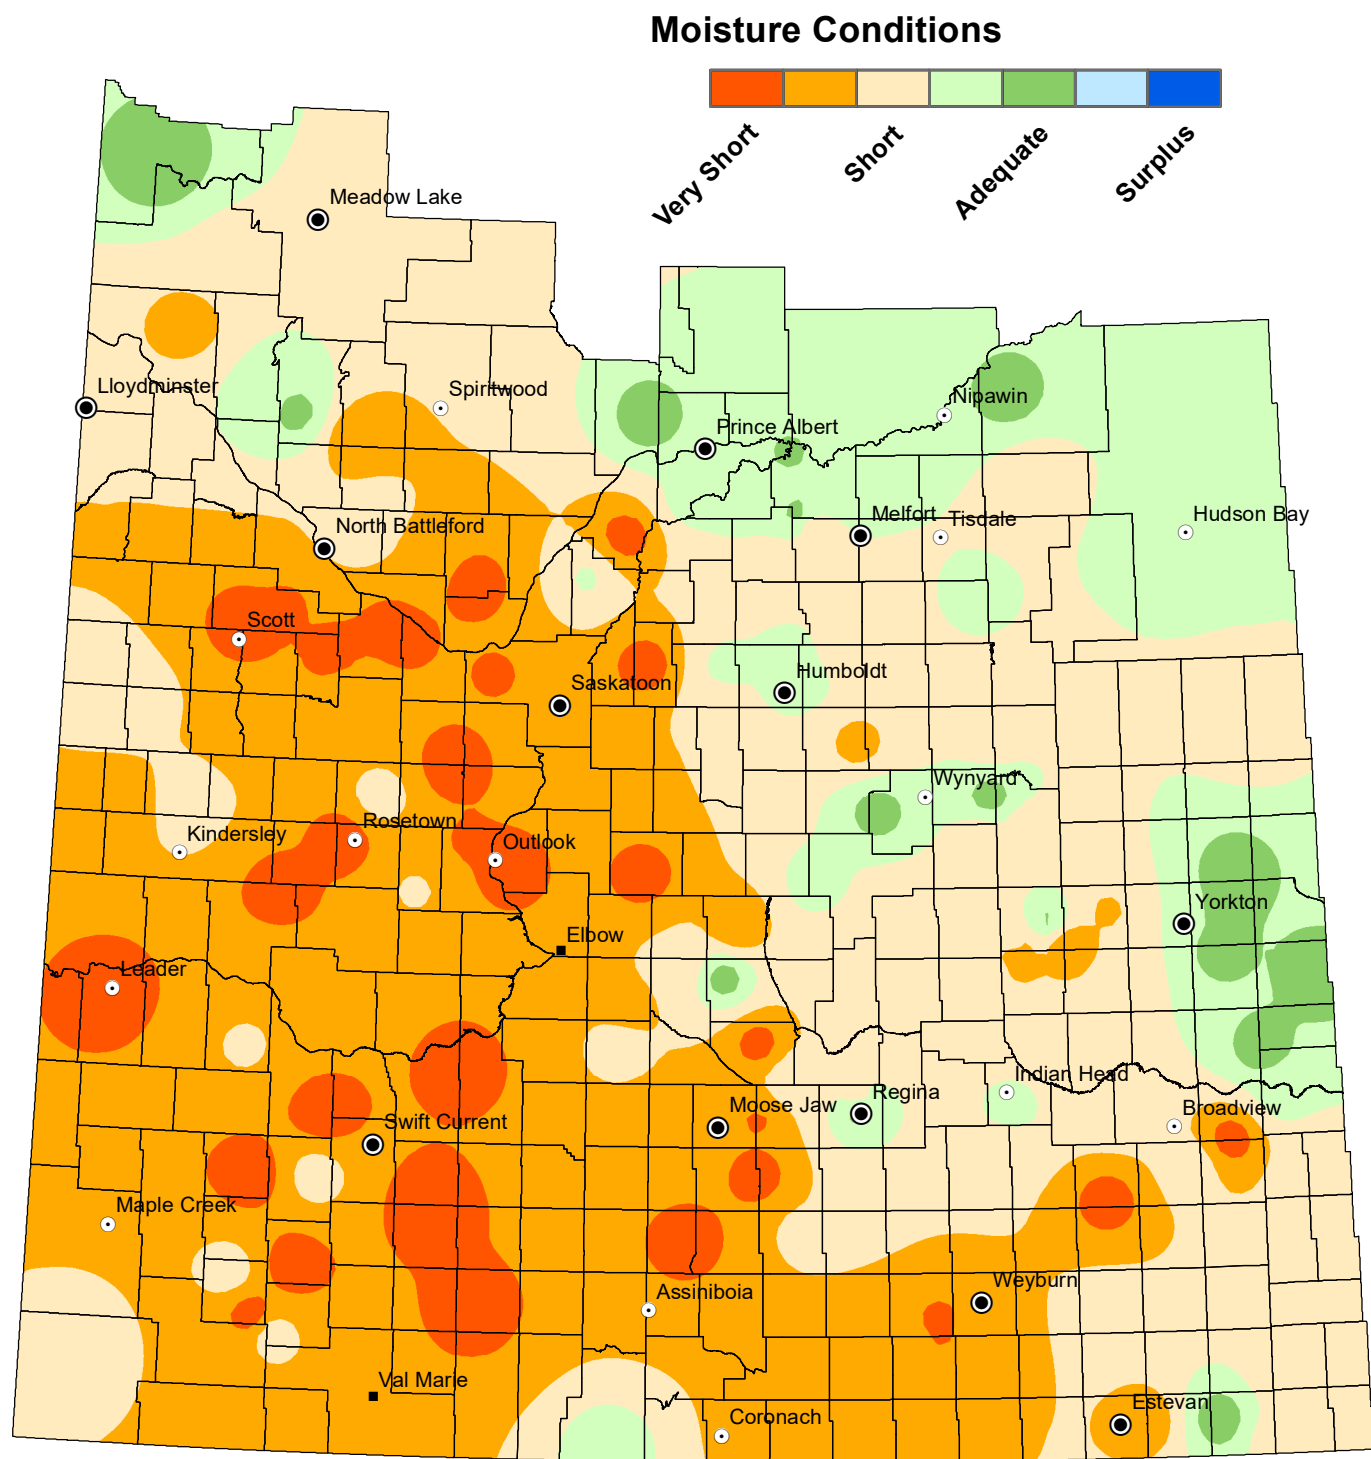 Moisture Conditions
Very Short
Short
Adequate
Surplus
Meadow Lake
Lloydminster
Spiritwood
Nipawin
Prince Albert
Melfort
Tisdale
Hudson Bay
North Battleford
Scott
Saskatoon
Humboldt
Wynyard
Rosetown
Kindersley
Outlook
Yorkton
Elbow
Leader
Indian Head
Regina
Moose Jaw
Broadview
Swift Current
Maple Creek
Weyburn
Assiniboia
Val Marie
Estevan
Coronach